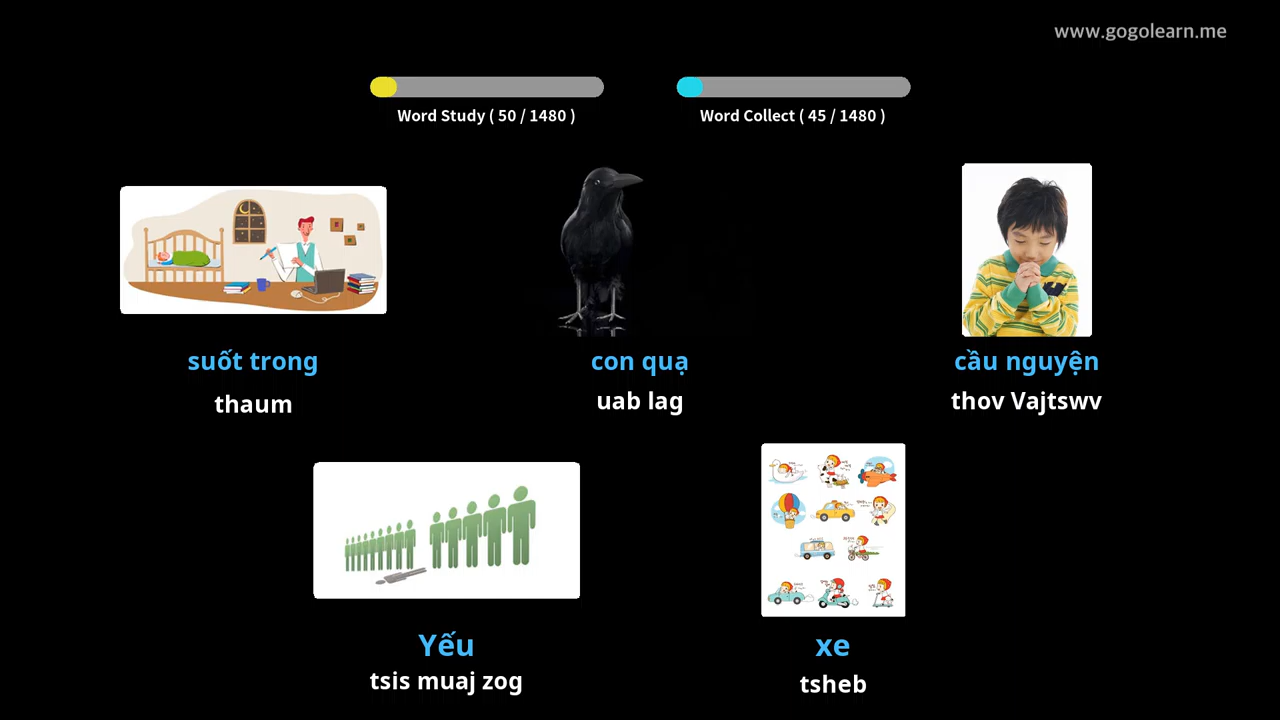 www.gogolearn.me
Word Study ( 50 / 1480 )
Word Collect ( 45 / 1480 )
suốt trong
thaum
con quạ
uab lag
cầu nguyện
thov Vajtswv
Yếu
tsis muaj zog
xe
tsheb